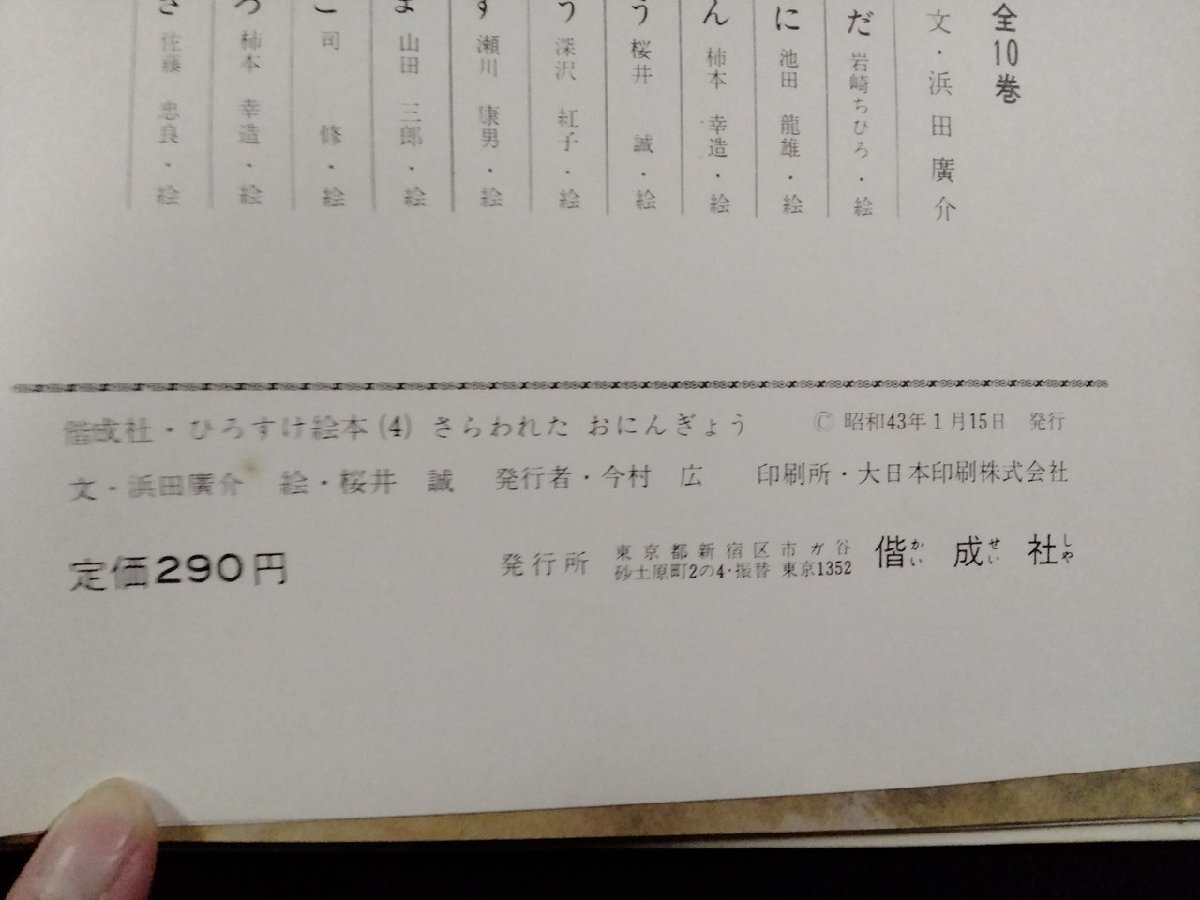 全10巻
文・浜田廣介
だ 岩崎ちひろ・絵
に 池田 龍雄・絵
ん 柿本 幸造・絵
う 桜井 誠・絵
う 深沢 紅子・絵
す 瀬川 康男・絵
ま 山田 三郎・絵
こ 司 修・絵
ろ 柿本 幸造・絵
さ 佐藤 忠良・絵
偕成社・ひろすけ絵本(4) さらわれた おにんぎょう Ⓒ 昭和43年1月15日 発行
文・浜田廣介 絵・桜井 誠 発行者・今村 広 印刷所・大日本印刷株式会社
定価290円
発行所 東京都新宿区市ガ谷
砂土原町2の4・振替 東京1352
偕成社
かい せい しや